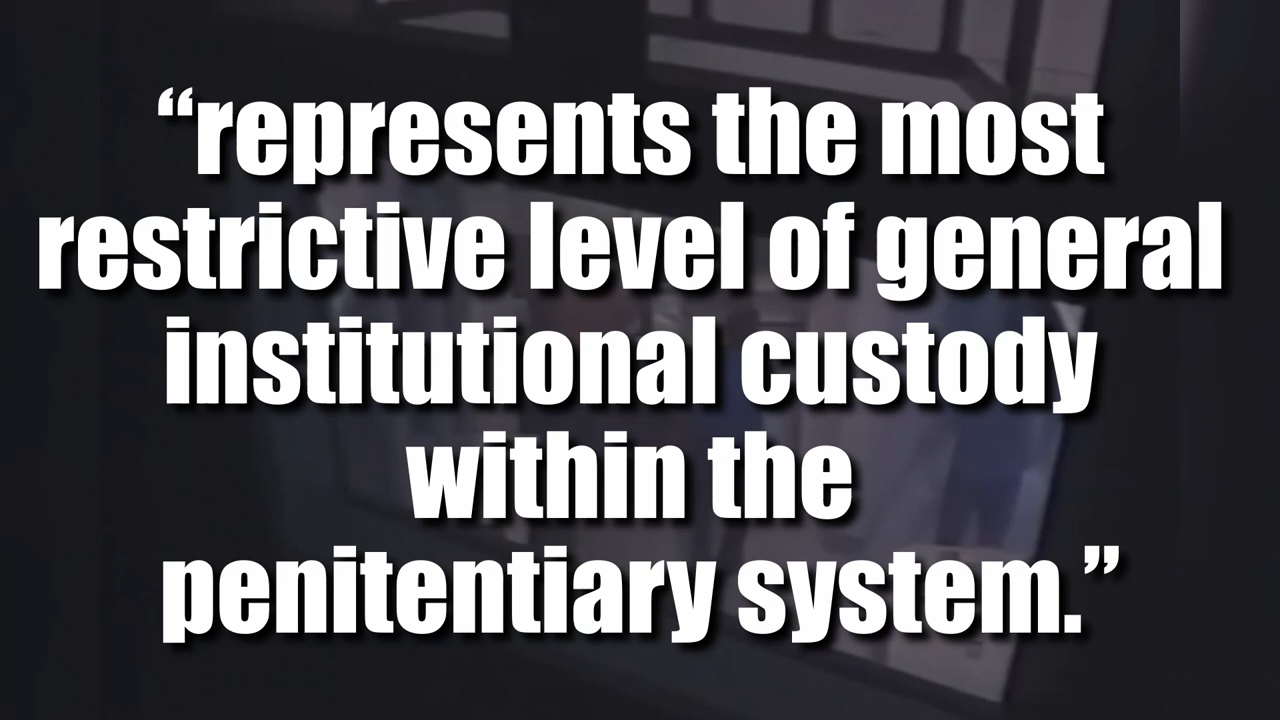 “represents the most
restrictive level of general
institutional custody
within the
penitentiary system.”